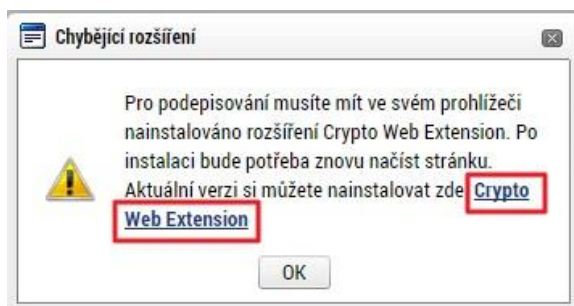 Chybějící rozšíření
Pro podepisování musíte mít ve svém prohlížeči
nainstalováno rozšíření Crypto Web Extension. Po
instalaci bude potřeba znovu načíst stránku.
Aktuální verzi si můžete nainstalovat zde Crypto
Web Extension
OK